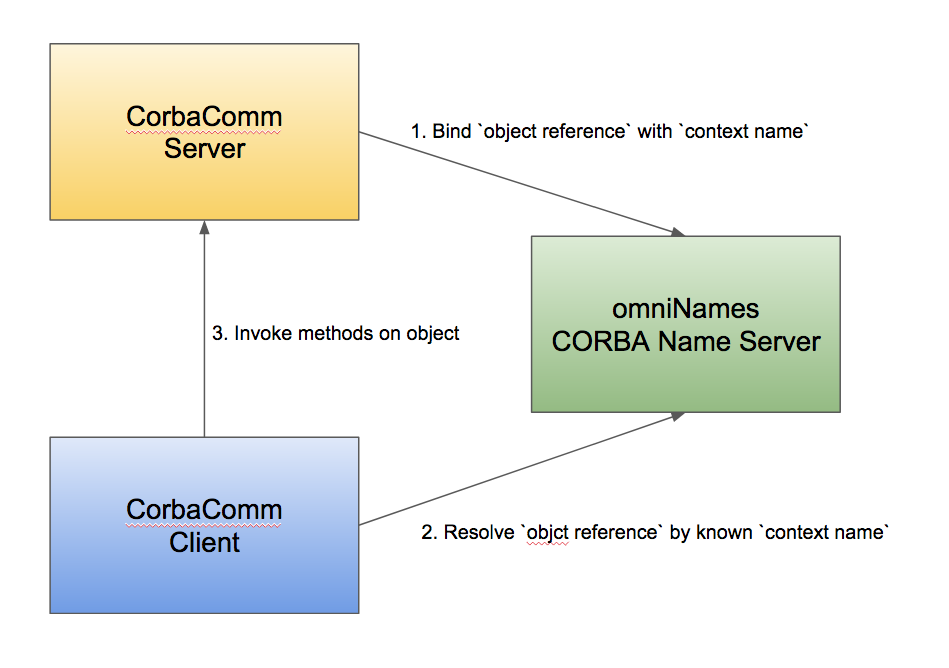 CorbaComm
Server
1. Bind `object reference` with `context name`
omniNames
CORBA Name Server
3. Invoke methods on object
CorbaComm
Client
2. Resolve `objct reference` by known `context name`